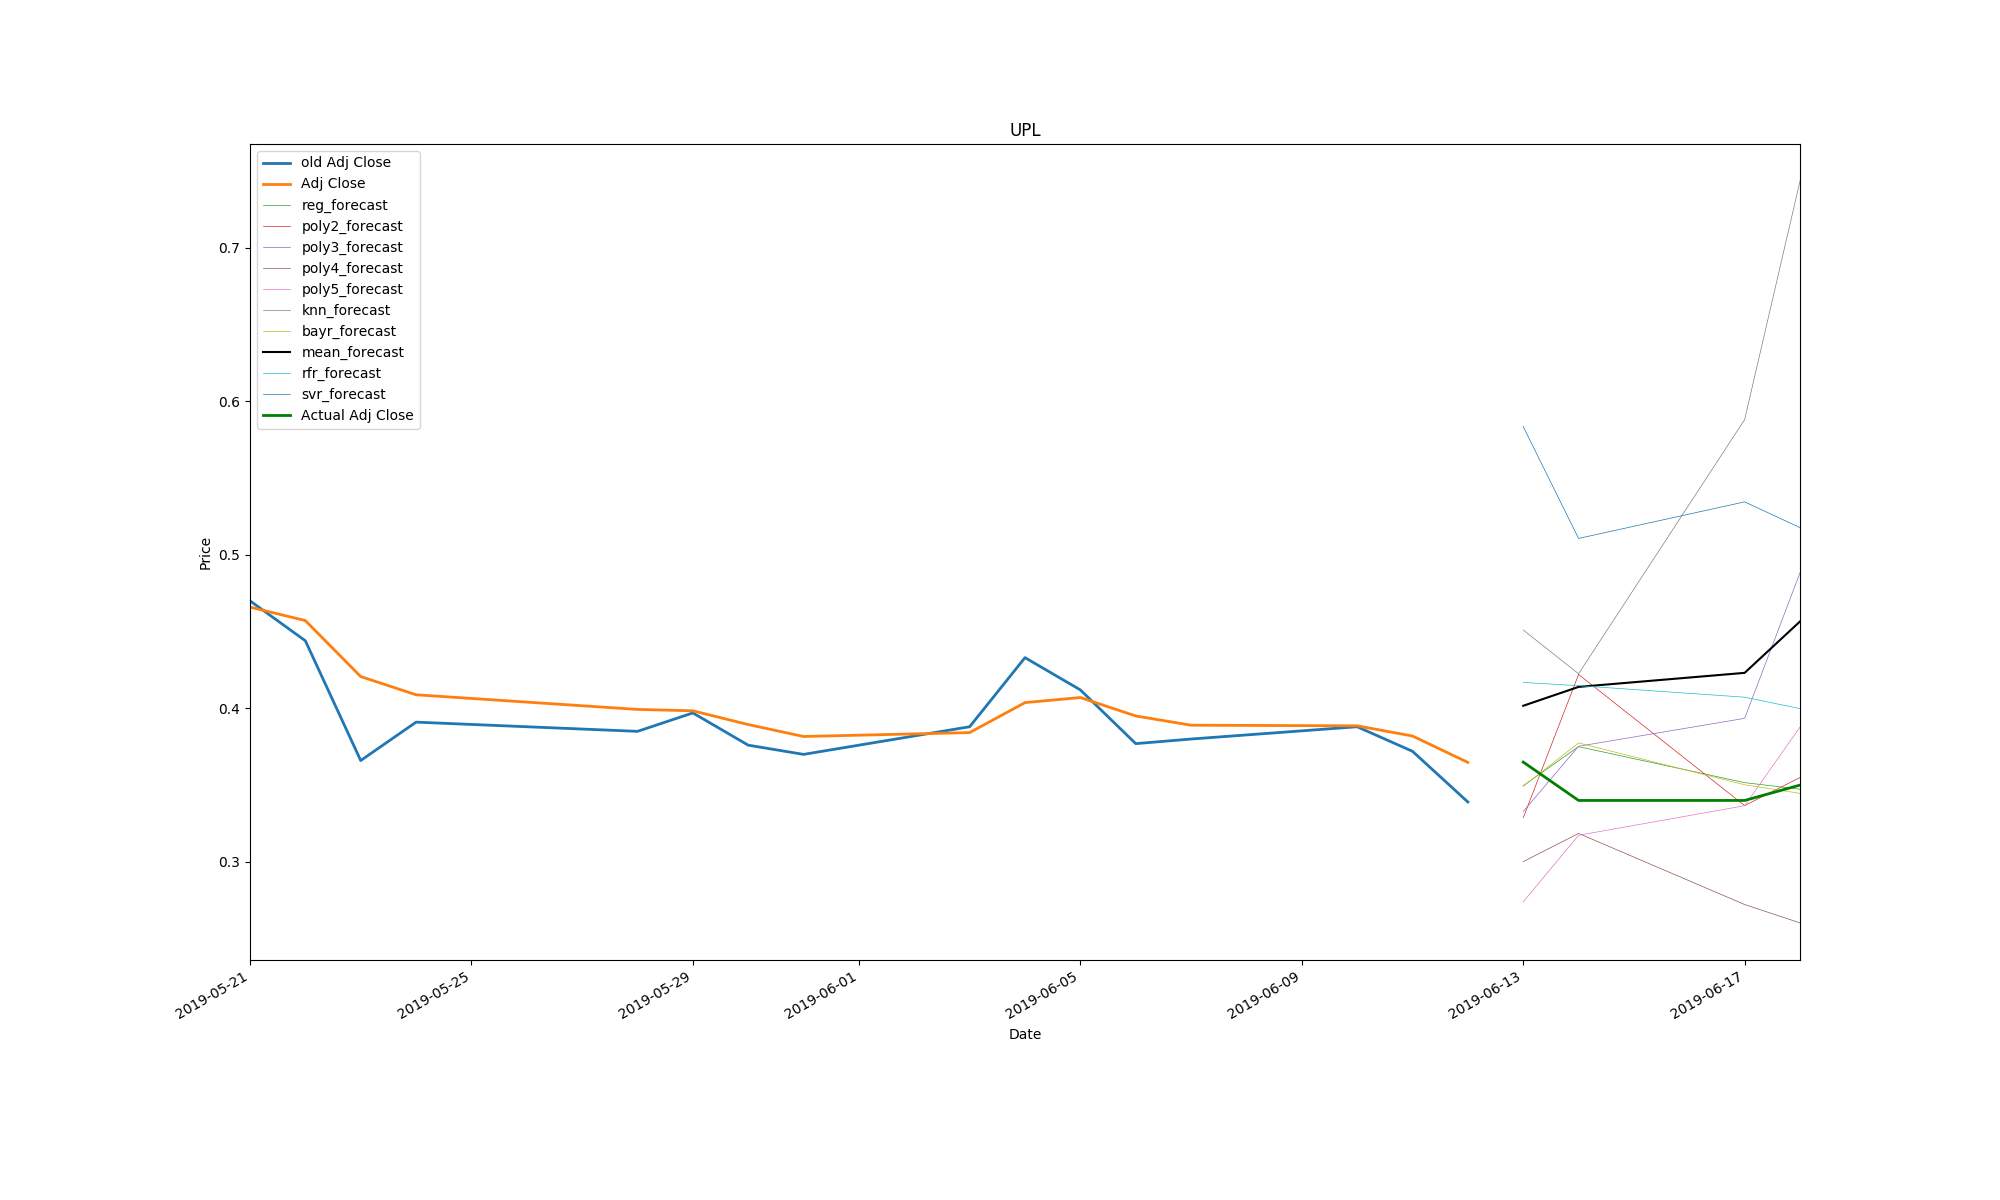 UPL
old Adj Close
Adj Close
reg_forecast
poly2_forecast
poly3_forecast
poly4_forecast
poly5_forecast
knn_forecast
bayr_forecast
mean_forecast
rfr_forecast
svr_forecast
Actual Adj Close
0.7
0.6
0.5
0.4
0.3
Price
2019-05-21
2019-05-25
2019-05-29
2019-06-01
2019-06-05
2019-06-09
2019-06-13
2019-06-17
Date